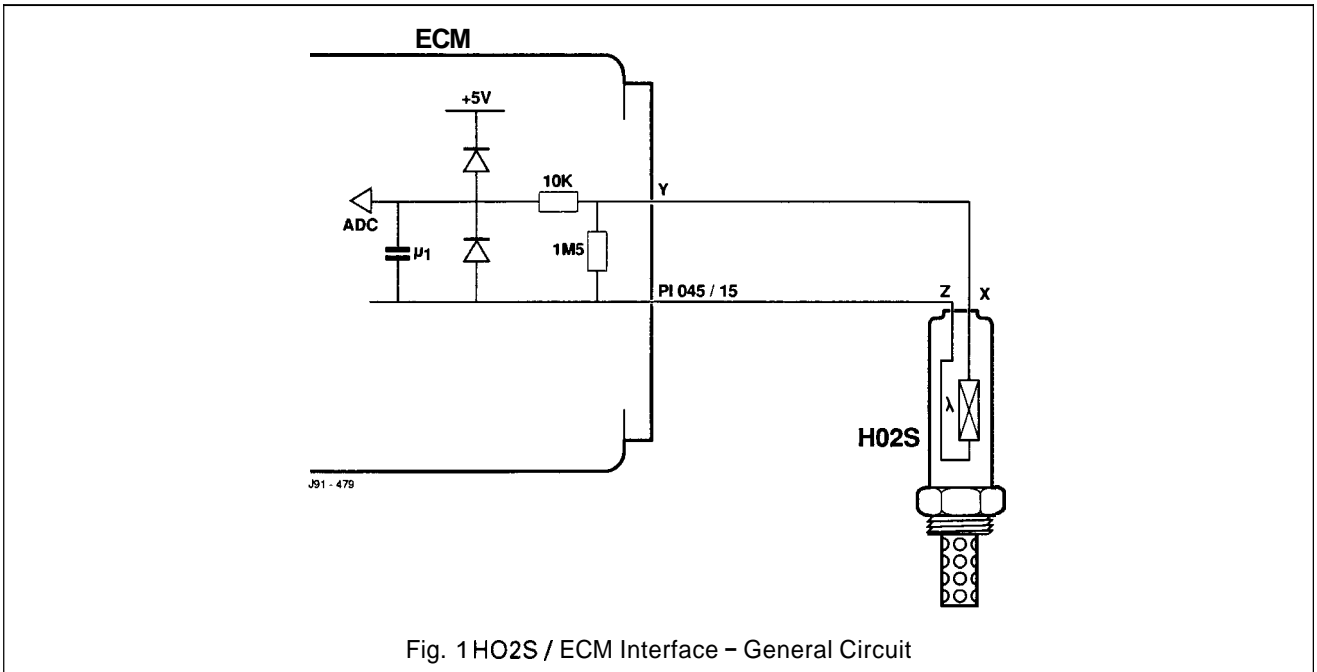 ECM
+5V
10K
Y
ADC
µ1
1M5
PI 045 / 15
Z
X
λ
H02S
J91 - 479
Fig. 1 HO2S / ECM Interface – General Circuit